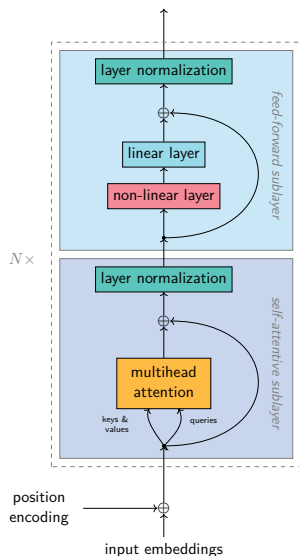 layer normalization
linear layer
non-linear layer
feed-forward sublayer
N×
layer normalization
multihead
attention
keys &
values
queries
self-attentive sublayer
position
encoding
input embeddings